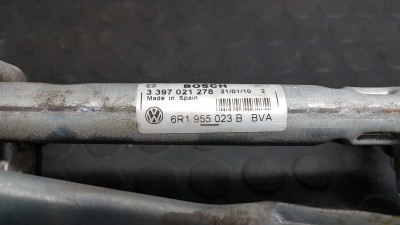 BOSCH
3 397 021 278 21/01/10 2
Made in Spain
6R1 955 023 B BVA